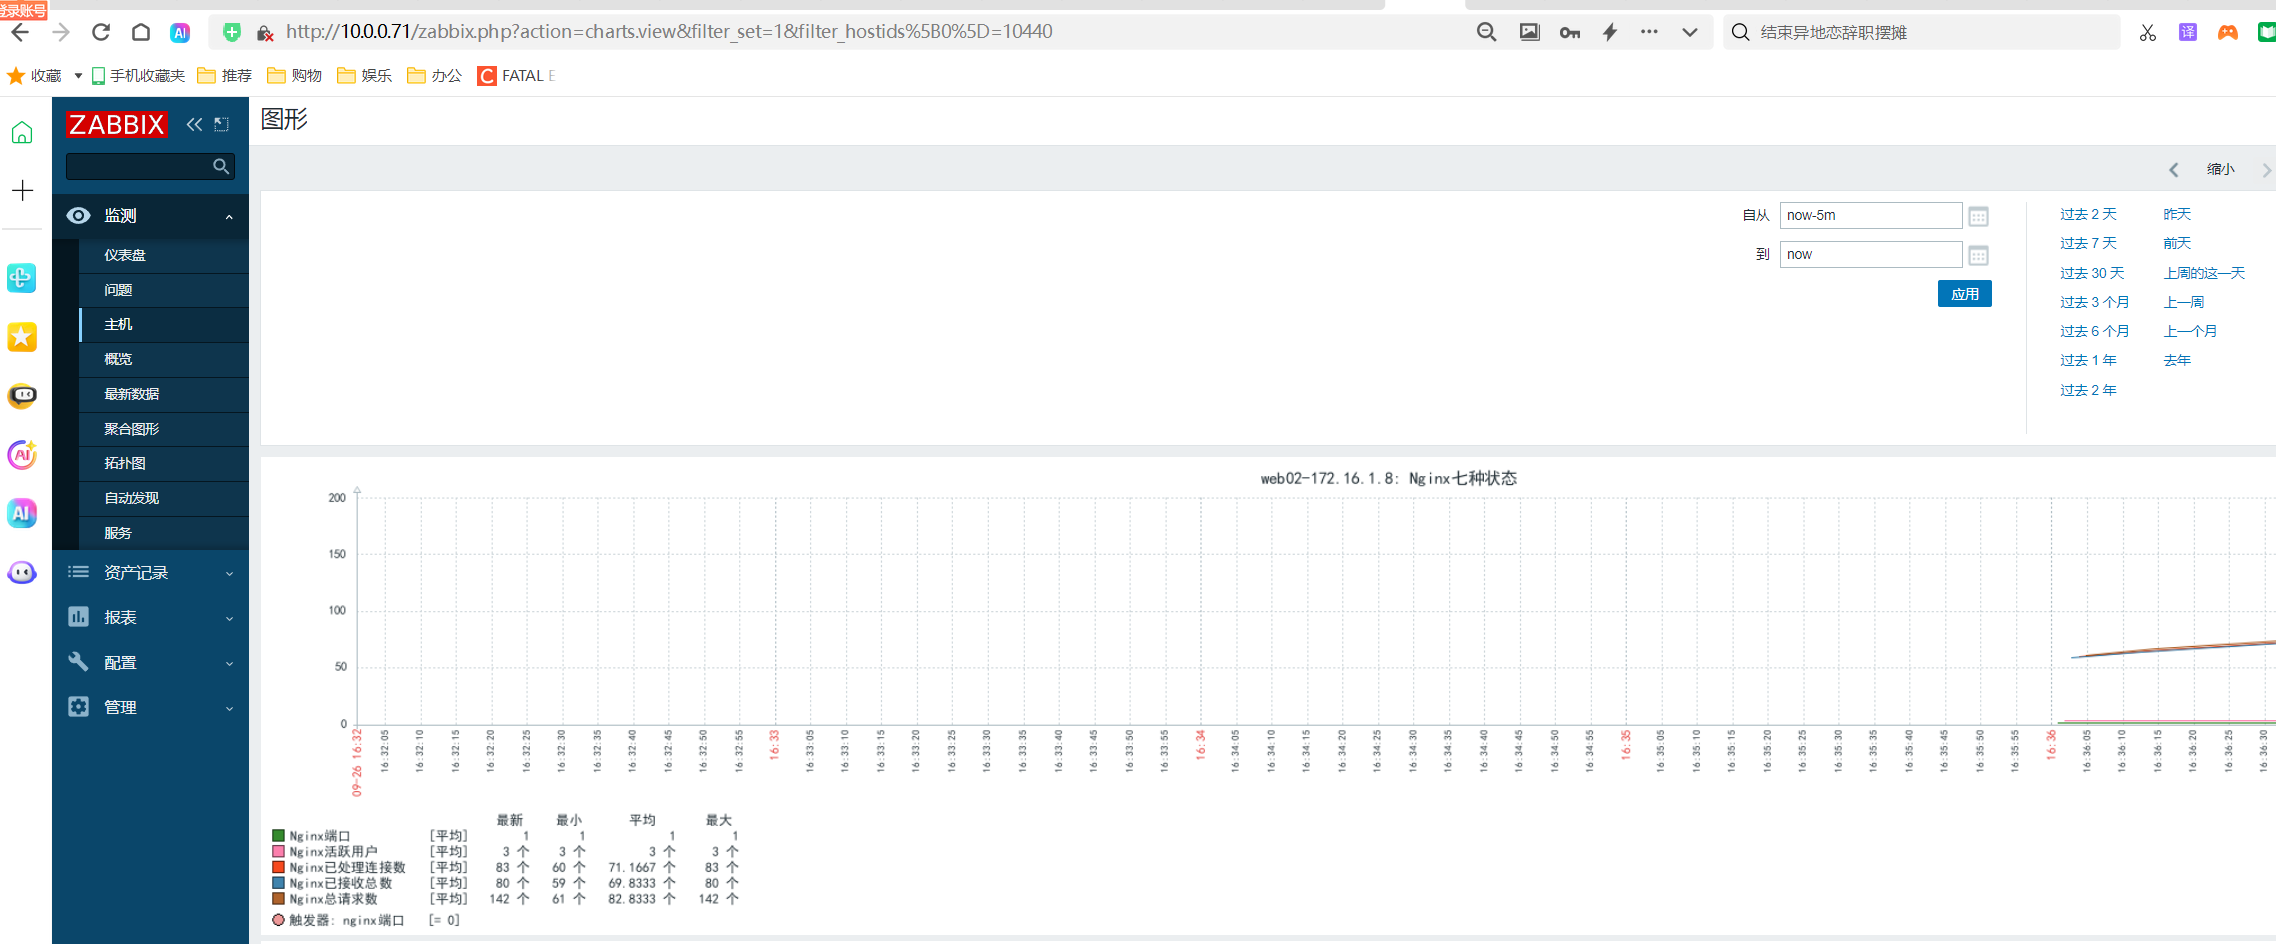 登录账号
http://10.0.0.71/zabbix.php?action=charts.view&filter_set=1&filter_hostids%5B0%5D=10440
结束异地恋辞职摆摊
译
AI
收藏 手机收藏夹 推荐 购物 娱乐 办公 C FATAL E
ZABBIX
图形
缩小
监测
仪表盘
问题
主机
概览
最新数据
聚合图形
拓扑图
自动发现
服务
资产记录
报表
配置
管理
AI
AI
自从 now-5m
到 now
应用
过去 2 天 昨天
过去 7 天 前天
过去 30 天 上周的这一天
过去 3 个月 上一周
过去 6 个月 上一个月
过去 1 年 去年
过去 2 年
web02-172.16.1.8: Nginx七种状态
200
150
100
50
0
09-26 16:32 16:32:05 16:32:10 16:32:15 16:32:20 16:32:25 16:32:30 16:32:35 16:32:40 16:32:45 16:32:50 16:32:55 16:33 16:33:05 16:33:10 16:33:15 16:33:20 16:33:25 16:33:30 16:33:35 16:33:40 16:33:45 16:33:50 16:33:55 16:34 16:34:05 16:34:10 16:34:15 16:34:20 16:34:25 16:34:30 16:34:35 16:34:40 16:34:45 16:34:50 16:34:55 16:35 16:35:05 16:35:10 16:35:15 16:35:20 16:35:25 16:35:30 16:35:35 16:35:40 16:35:45 16:35:50 16:35:55 16:36 16:36:05 16:36:10 16:36:15 16:36:20 16:36:25 16:36:30
最新 最小 平均 最大
Nginx端口 [平均] 1 1 1 1
Nginx活跃用户 [平均] 3 个 3 个 3 个 3 个
Nginx已处理连接数 [平均] 83 个 60 个 71.1667 个 83 个
Nginx已接收总数 [平均] 80 个 59 个 69.8333 个 80 个
Nginx总请求数 [平均] 142 个 61 个 82.8333 个 142 个
触发器: nginx端口 [= 0]